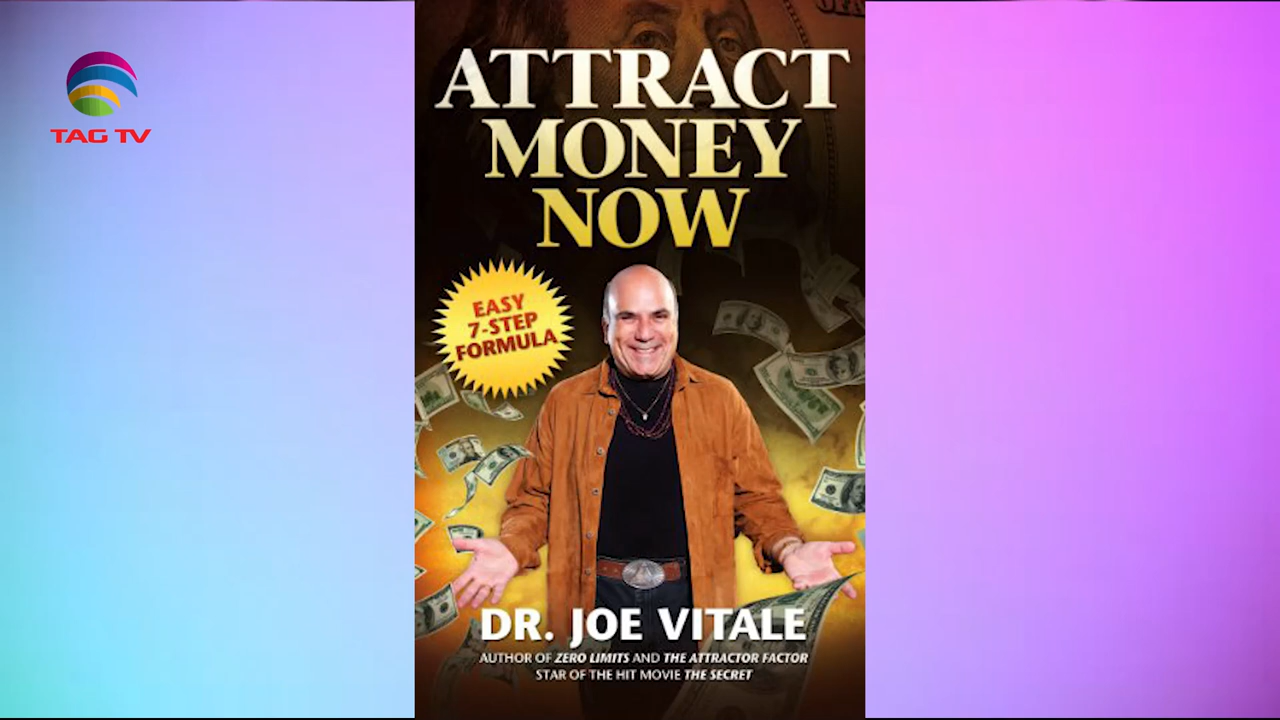 TAG TV
ATTRACT
MONEY
NOW
EASY
7-STEP
FORMULA
DR. JOE VITALE
AUTHOR OF ZERO LIMITS AND THE ATTRACTOR FACTOR
STAR OF THE HIT MOVIE THE SECRET